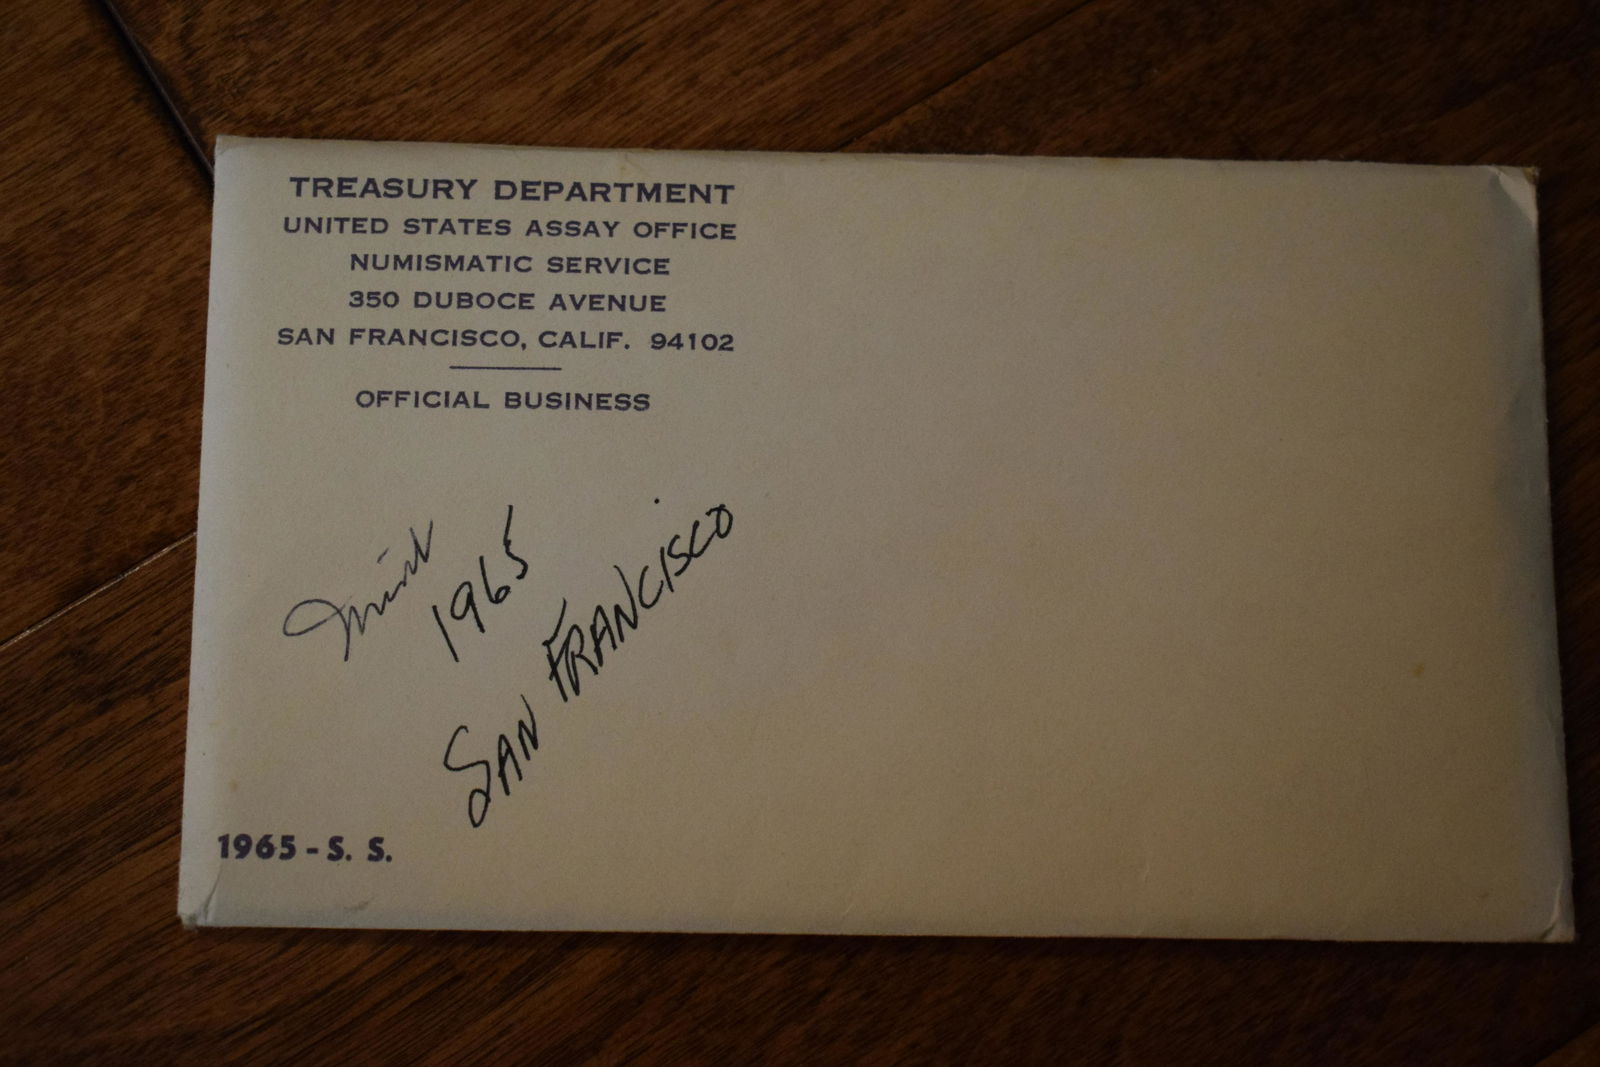 TREASURY DEPARTMENT
UNITED STATES ASSAY OFFICE
NUMISMATIC SERVICE
350 DUBOCE AVENUE
SAN FRANCISCO, CALIF. 94102
OFFICIAL BUSINESS
Mint
1965
SAN FRANCISCO
1965 - S. S.